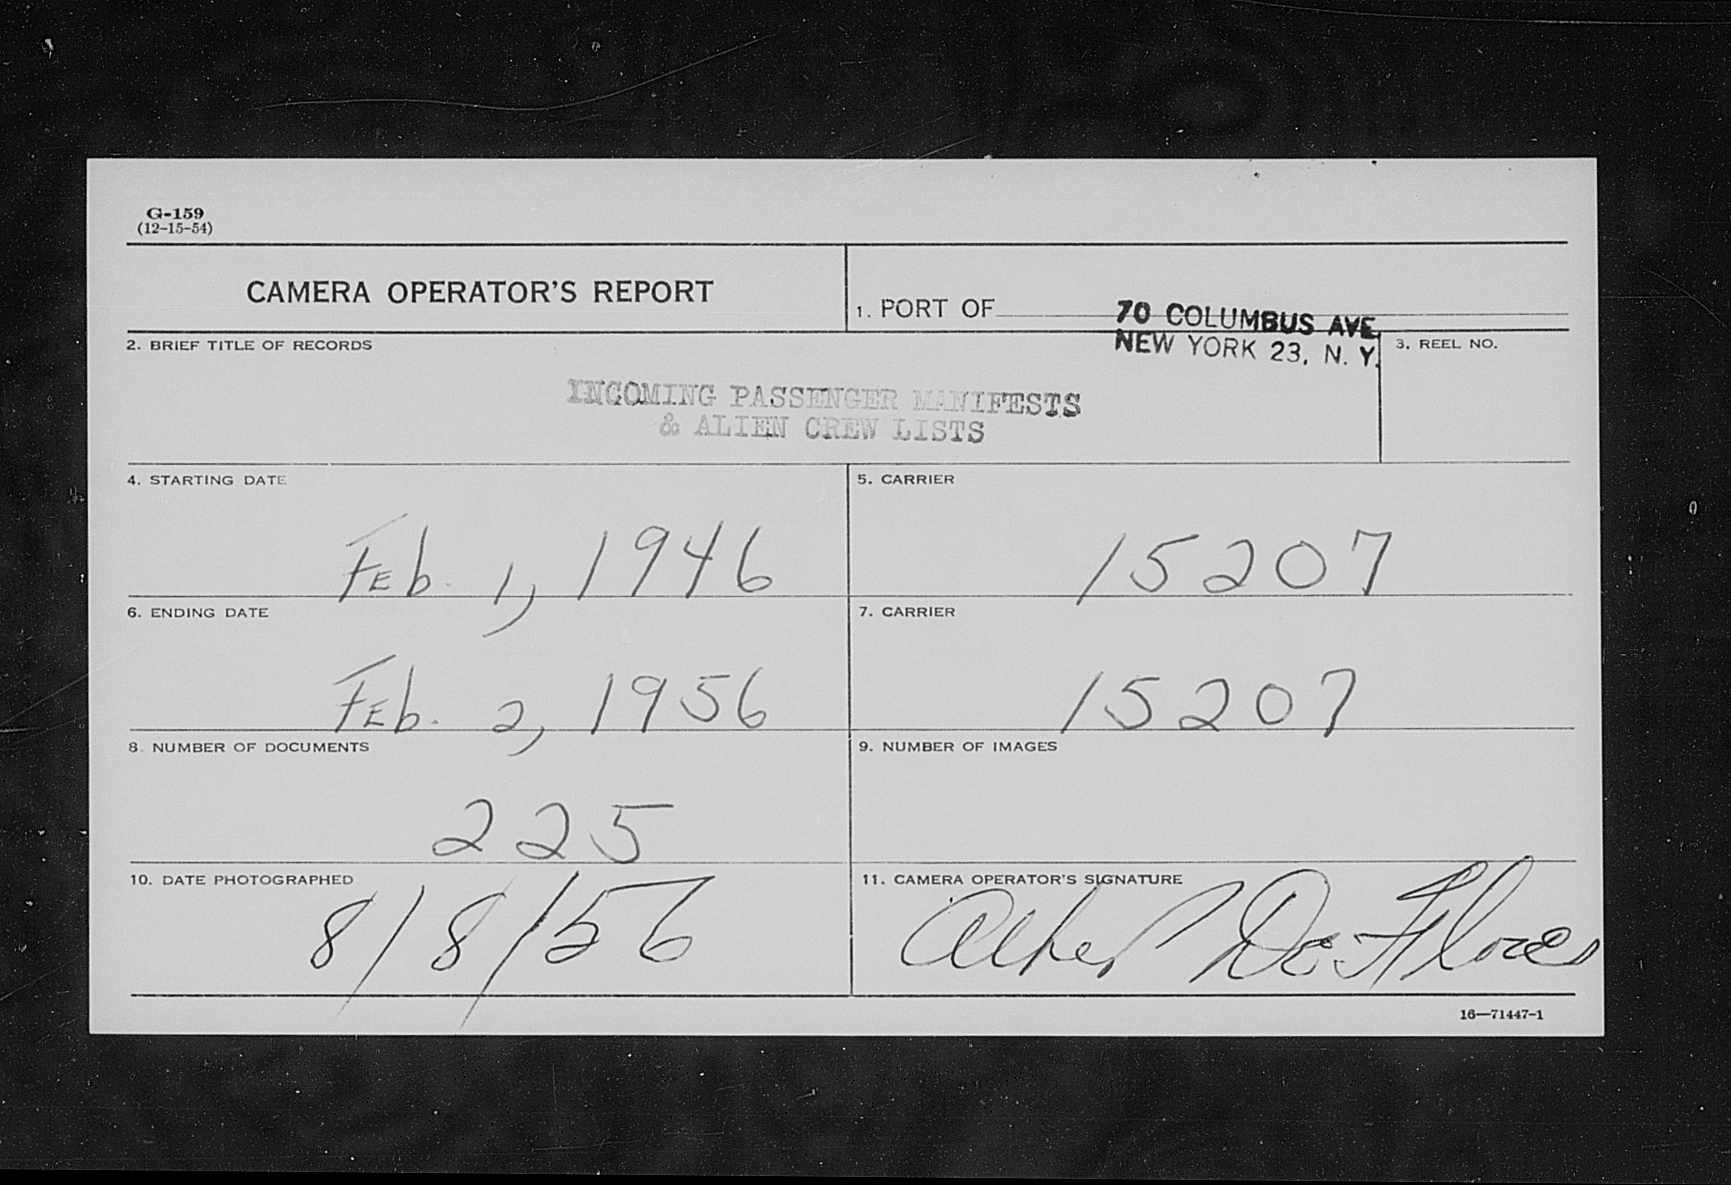 G-159
(12-15-54)
CAMERA OPERATOR'S REPORT
1. PORT OF
70 COLUMBUS AVE.
NEW YORK 23, N. Y.
2. BRIEF TITLE OF RECORDS
3. REEL NO.
INCOMING PASSENGER MANIFESTS
& ALIEN CREW LISTS
4. STARTING DATE
Feb. 1, 1946
5. CARRIER
15207
6. ENDING DATE
Feb. 2, 1956
7. CARRIER
15207
8. NUMBER OF DOCUMENTS
225
9. NUMBER OF IMAGES
10. DATE PHOTOGRAPHED
8/8/56
11. CAMERA OPERATOR'S SIGNATURE
De Flores
16—71447-1